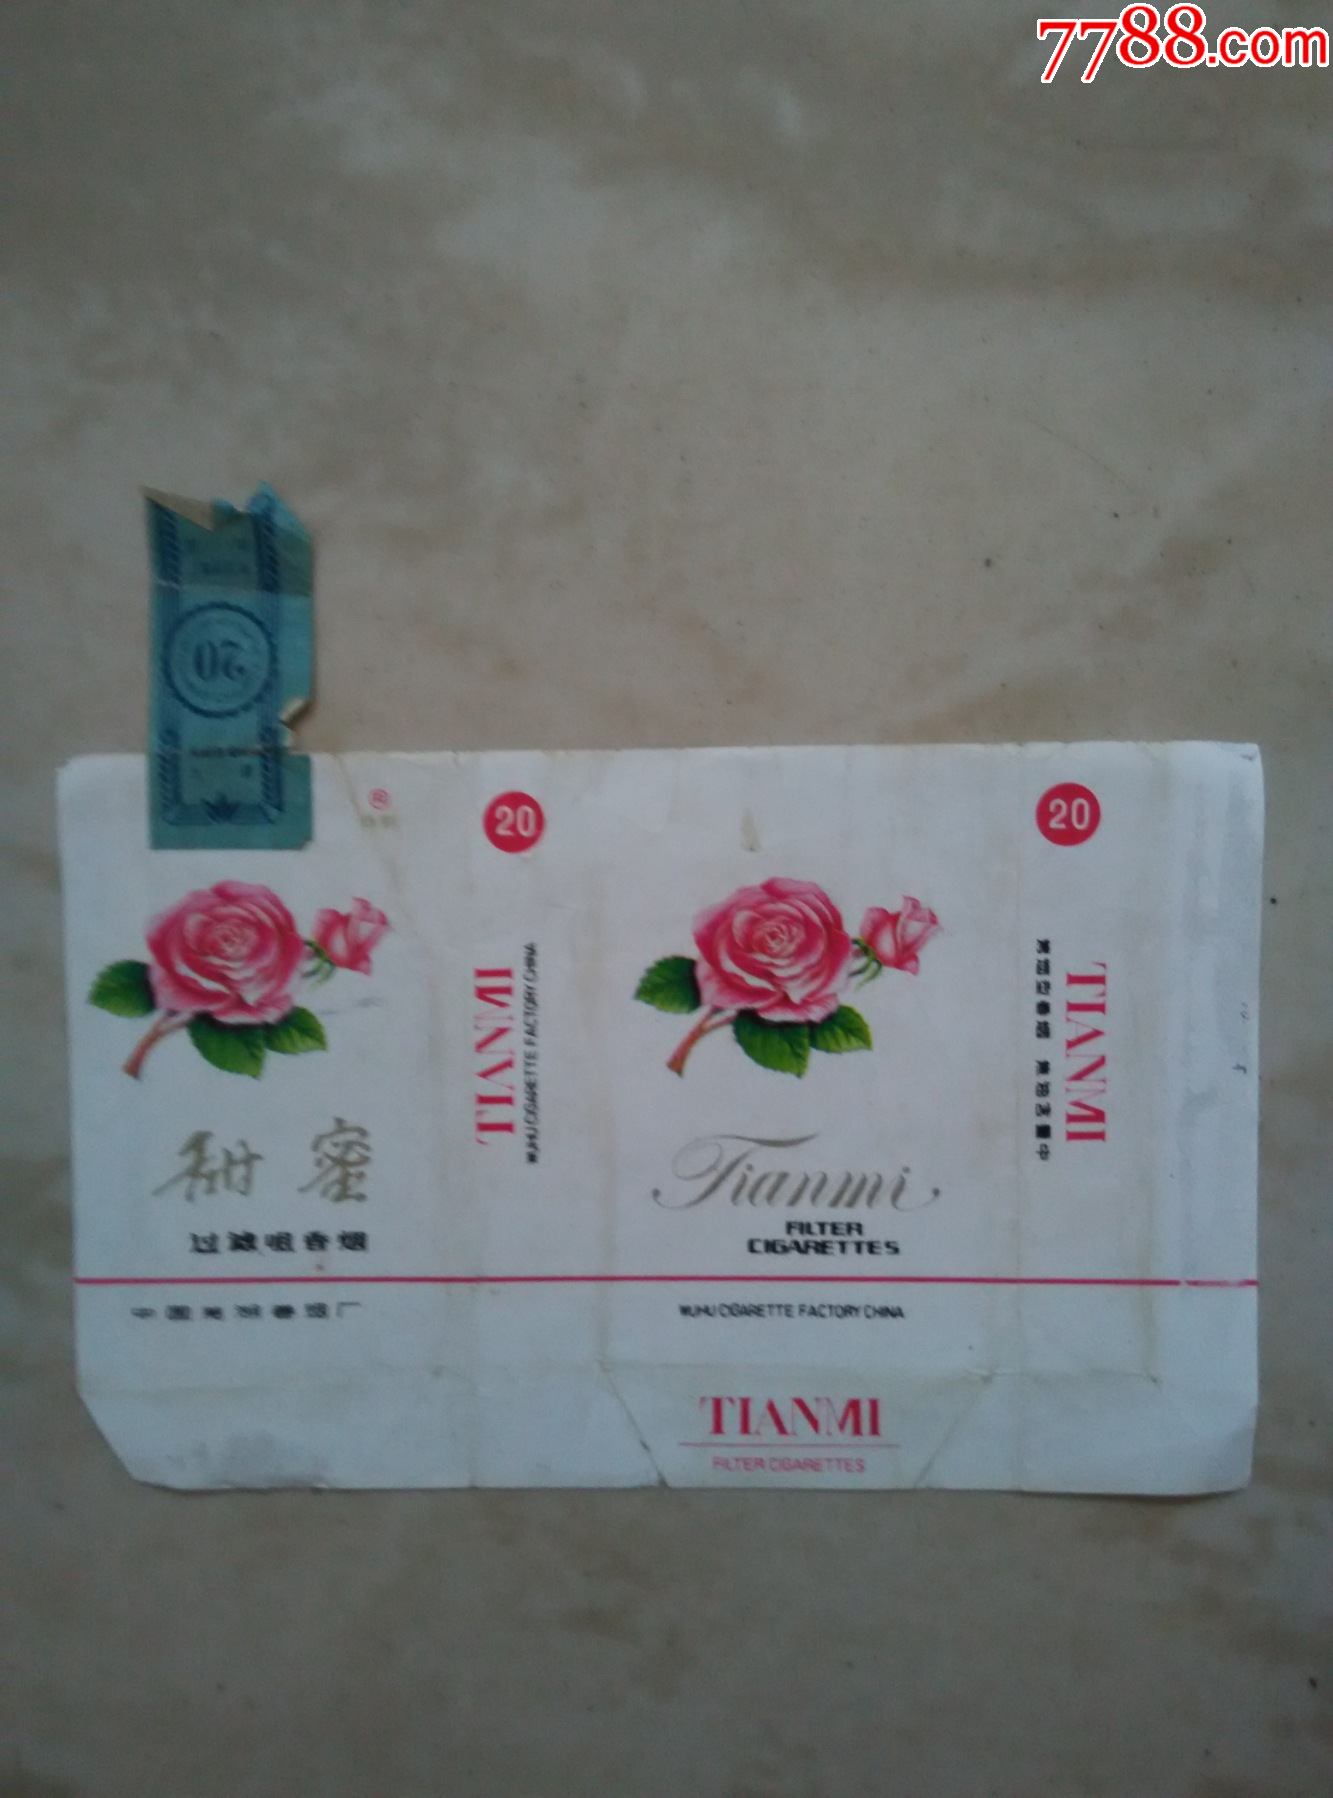 7788.com
20
甜蜜
过滤咀香烟
中国芜湖卷烟厂
20
TIANMI
WUHU CIGARETTE FACTORY CHINA
Tianmi
FILTER
CIGARETTES
WUHU CIGARETTE FACTORY CHINA
TIANMI
FILTER CIGARETTES
20
TIANMI